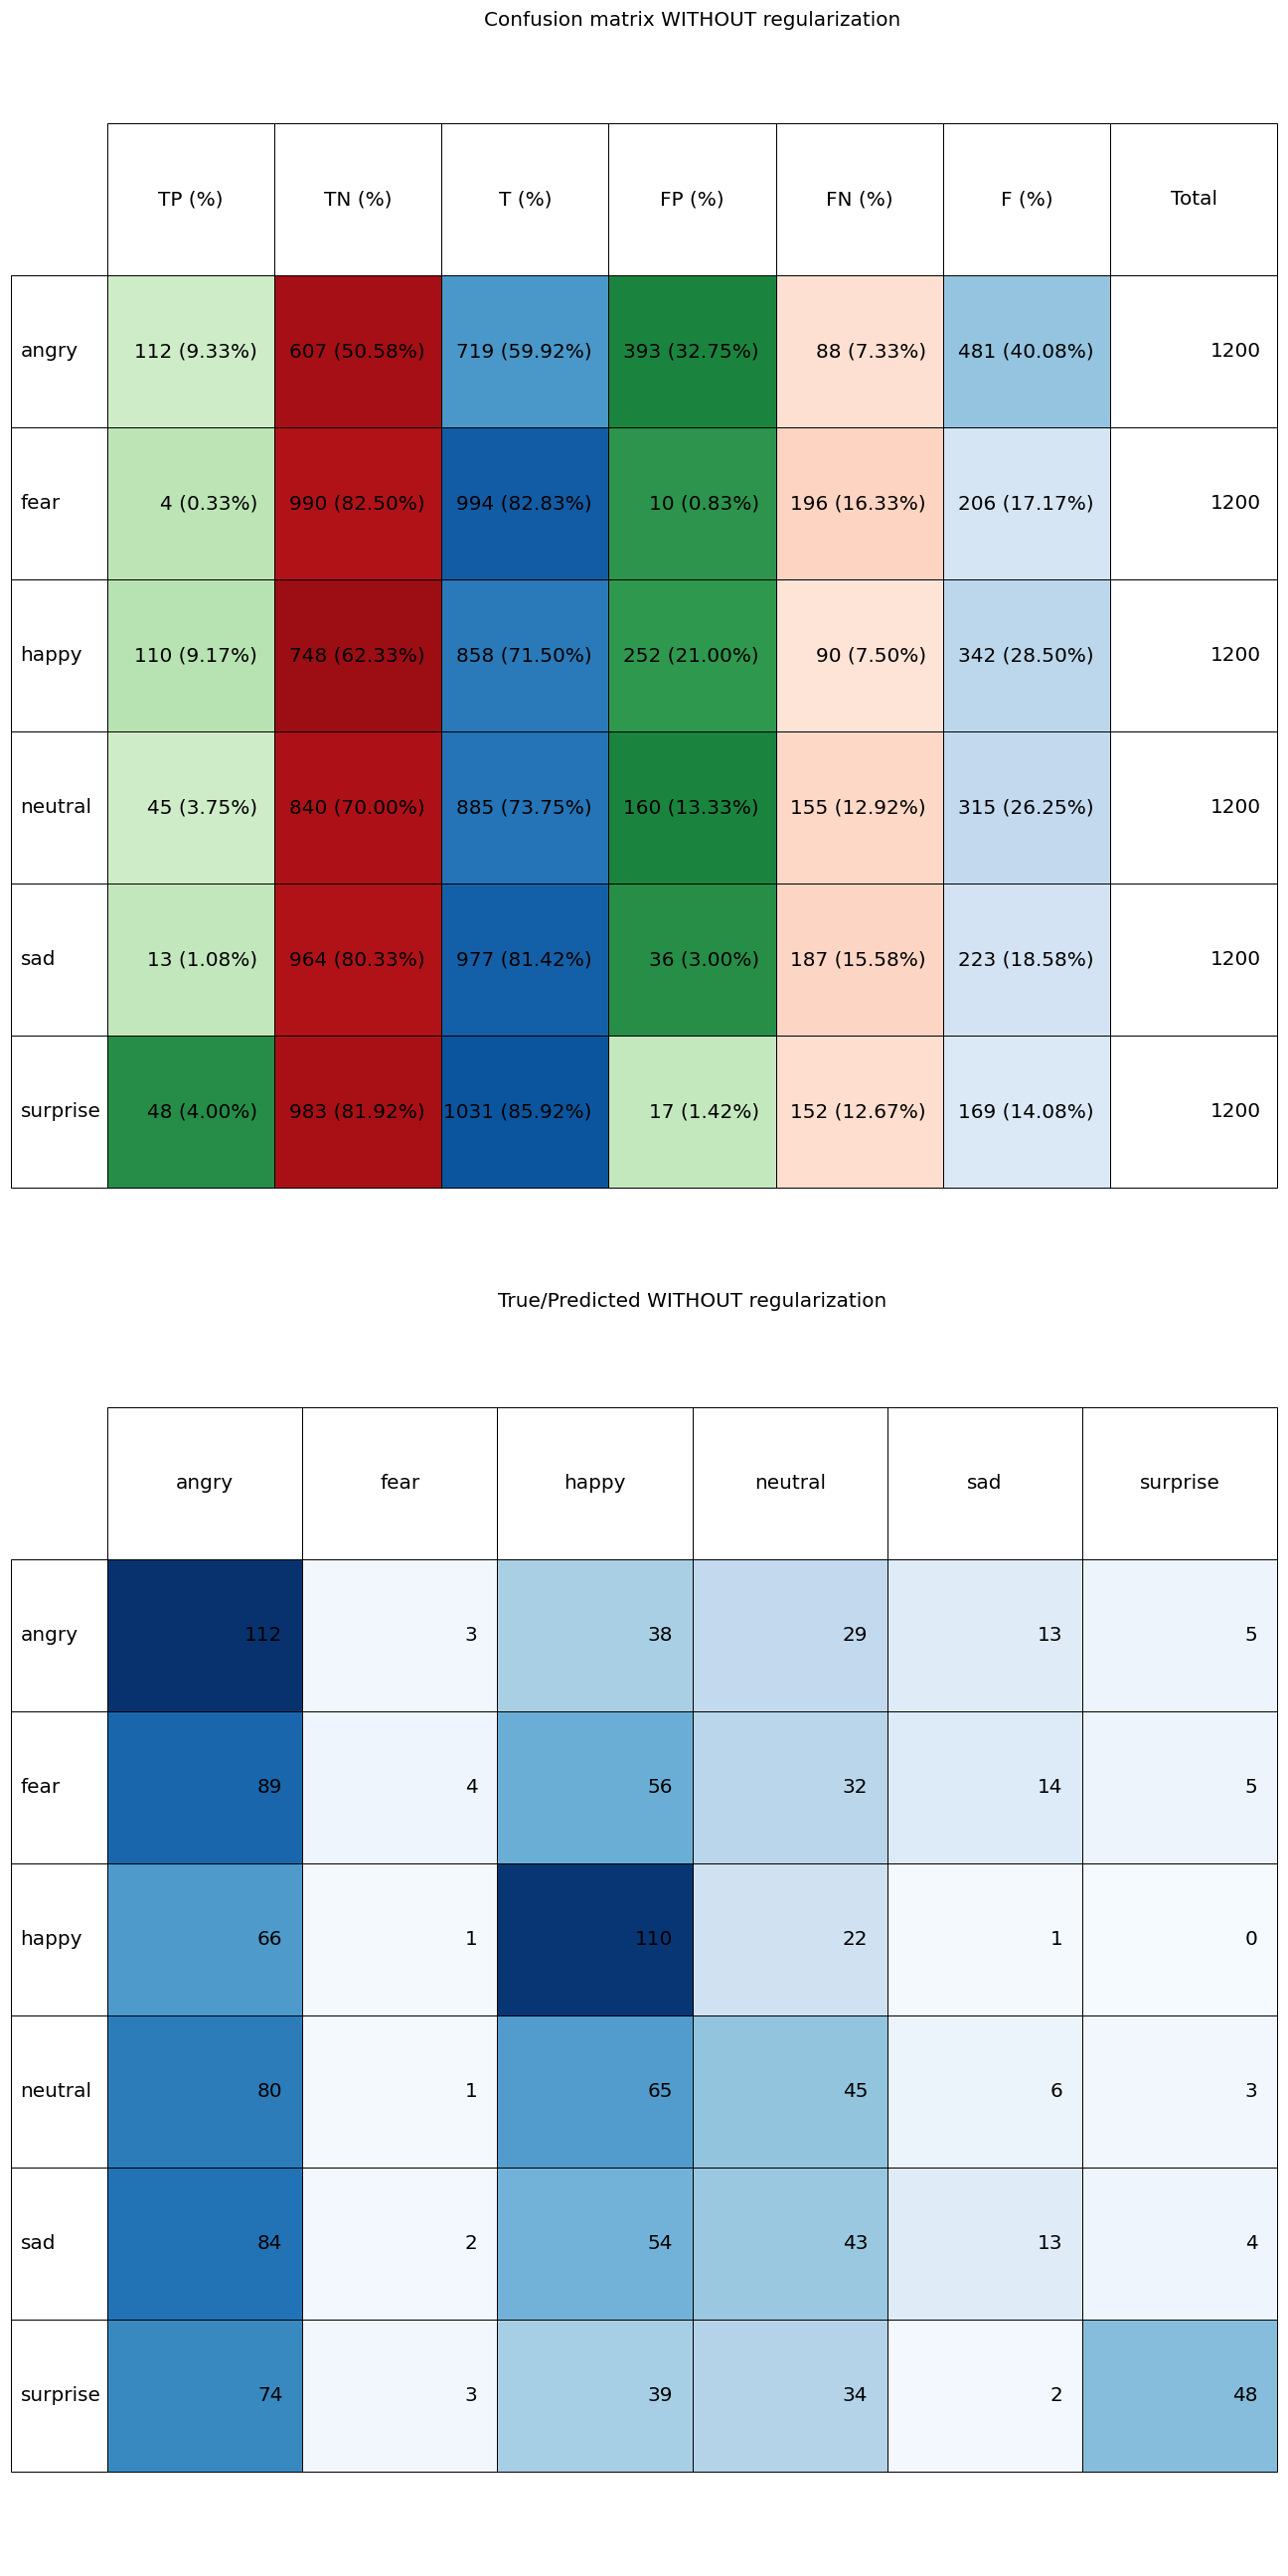 Confusion matrix WITHOUT regularization
TP (%) TN (%) T (%) FP (%) FN (%) F (%) Total
angry 112 (9.33%) 607 (50.58%) 719 (59.92%) 393 (32.75%) 88 (7.33%) 481 (40.08%) 1200
fear 4 (0.33%) 990 (82.50%) 994 (82.83%) 10 (0.83%) 196 (16.33%) 206 (17.17%) 1200
happy 110 (9.17%) 748 (62.33%) 858 (71.50%) 252 (21.00%) 90 (7.50%) 342 (28.50%) 1200
neutral 45 (3.75%) 840 (70.00%) 885 (73.75%) 160 (13.33%) 155 (12.92%) 315 (26.25%) 1200
sad 13 (1.08%) 964 (80.33%) 977 (81.42%) 36 (3.00%) 187 (15.58%) 223 (18.58%) 1200
surprise 48 (4.00%) 983 (81.92%) 1031 (85.92%) 17 (1.42%) 152 (12.67%) 169 (14.08%) 1200
True/Predicted WITHOUT regularization
angry fear happy neutral sad surprise
angry 112 3 38 29 13 5
fear 89 4 56 32 14 5
happy 66 1 110 22 1 0
neutral 80 1 65 45 6 3
sad 84 2 54 43 13 4
surprise 74 3 39 34 2 48